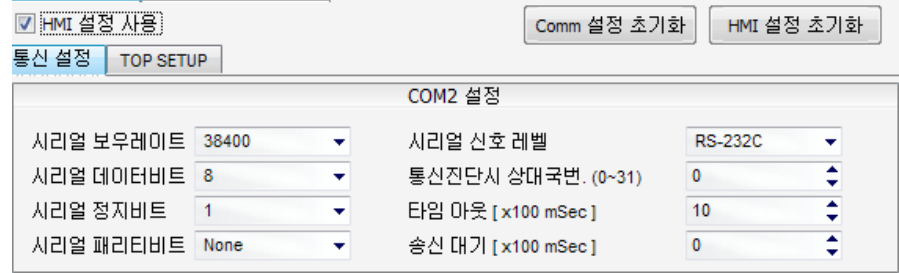 HMI 설정 사용 Comm 설정 초기화 HMI 설정 초기화
통신 설정 TOP SETUP
COM2 설정
시리얼 보우레이트 38400 시리얼 신호 레벨 RS-232C
시리얼 데이터비트 8 통신진단시 상대국번. (0~31) 0
시리얼 정지비트 1 타임 아웃 [ x100 mSec ] 10
시리얼 패리티비트 None 송신 대기 [ x100 mSec ] 0